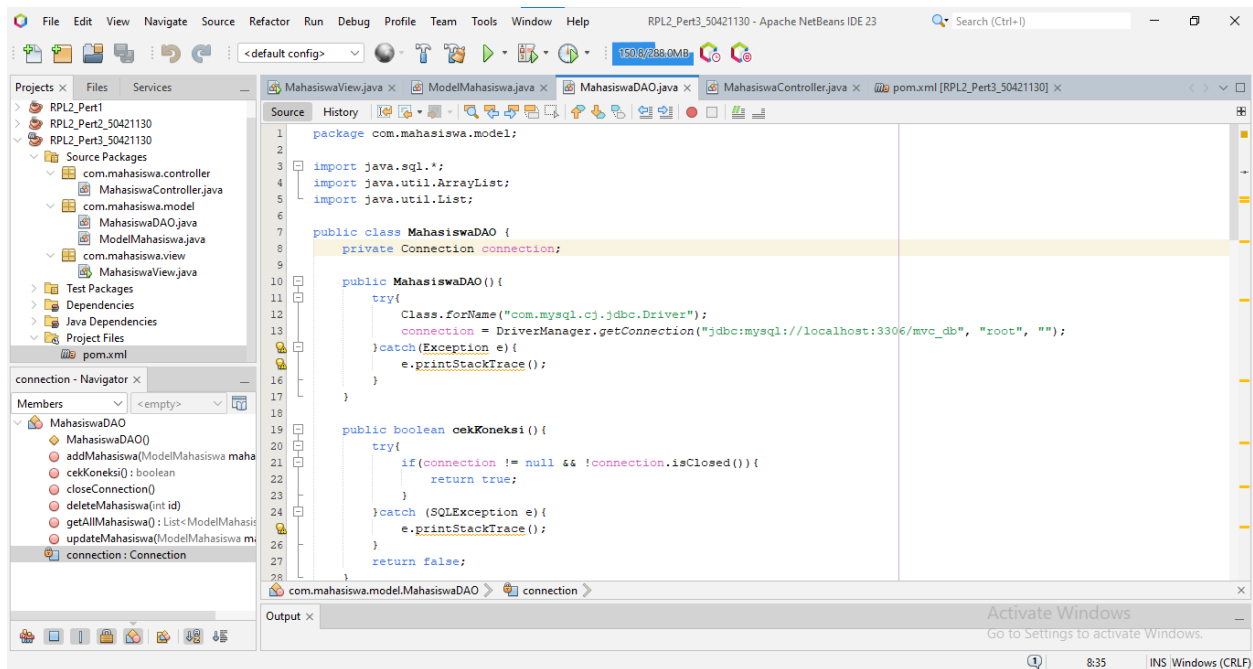 File Edit View Navigate Source Refactor Run Debug Profile Team Tools Window Help RPL2_Pert3_50421130 - Apache NetBeans IDE 23 Search (Ctrl+I)
<default config> 150.8/288.0MB
Projects Files Services
RPL2_Pert1
RPL2_Pert2_50421130
RPL2_Pert3_50421130
Source Packages
com.mahasiswa.controller
MahasiswaController.java
com.mahasiswa.model
MahasiswaDAO.java
ModelMahasiswa.java
com.mahasiswa.view
MahasiswaView.java
Test Packages
Dependencies
Java Dependencies
Project Files
pom.xml
connection - Navigator
Members <empty>
MahasiswaDAO
MahasiswaDAO()
addMahasiswa(ModelMahasiswa maha
cekKoneksi() : boolean
closeConnection()
deleteMahasiswa(int id)
getAllMahasiswa() : List<ModelMahasis
updateMahasiswa(ModelMahasiswa m
connection : Connection
MahasiswaView.java ModelMahasiswa.java MahasiswaDAO.java MahasiswaController.java pom.xml [RPL2_Pert3_50421130]
Source History
1 package com.mahasiswa.model;
2
3 import java.sql.*;
4 import java.util.ArrayList;
5 import java.util.List;
6
7 public class MahasiswaDAO {
8 private Connection connection;
9
10 public MahasiswaDAO(){
11 try{
12 Class.forName("com.mysql.cj.jdbc.Driver");
13 connection = DriverManager.getConnection("jdbc:mysql://localhost:3306/mvc_db", "root", "");
}catch(Exception e){
e.printStackTrace();
16 }
17 }
18
19 public boolean cekKoneksi(){
20 try{
21 if(connection != null && !connection.isClosed()){
22 return true;
23 }
24 }catch (SQLException e){
e.printStackTrace();
26 }
27 return false;
28 }
com.mahasiswa.model.MahasiswaDAO connection
Output
Activate Windows
Go to Settings to activate Windows.
1 8:35 INS Windows (CRLF)